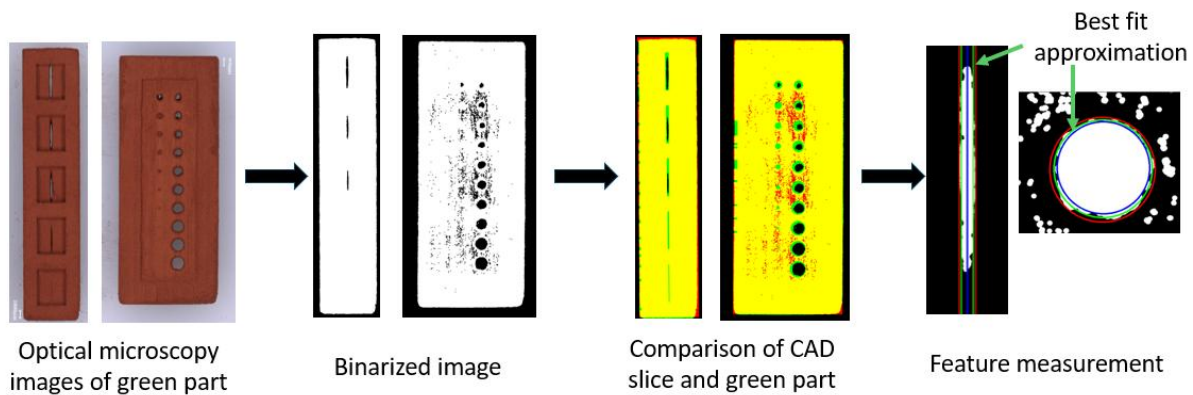 Best fit
approximation
Optical microscopy
images of green part
Binarized image
Comparison of CAD
slice and green part
Feature measurement